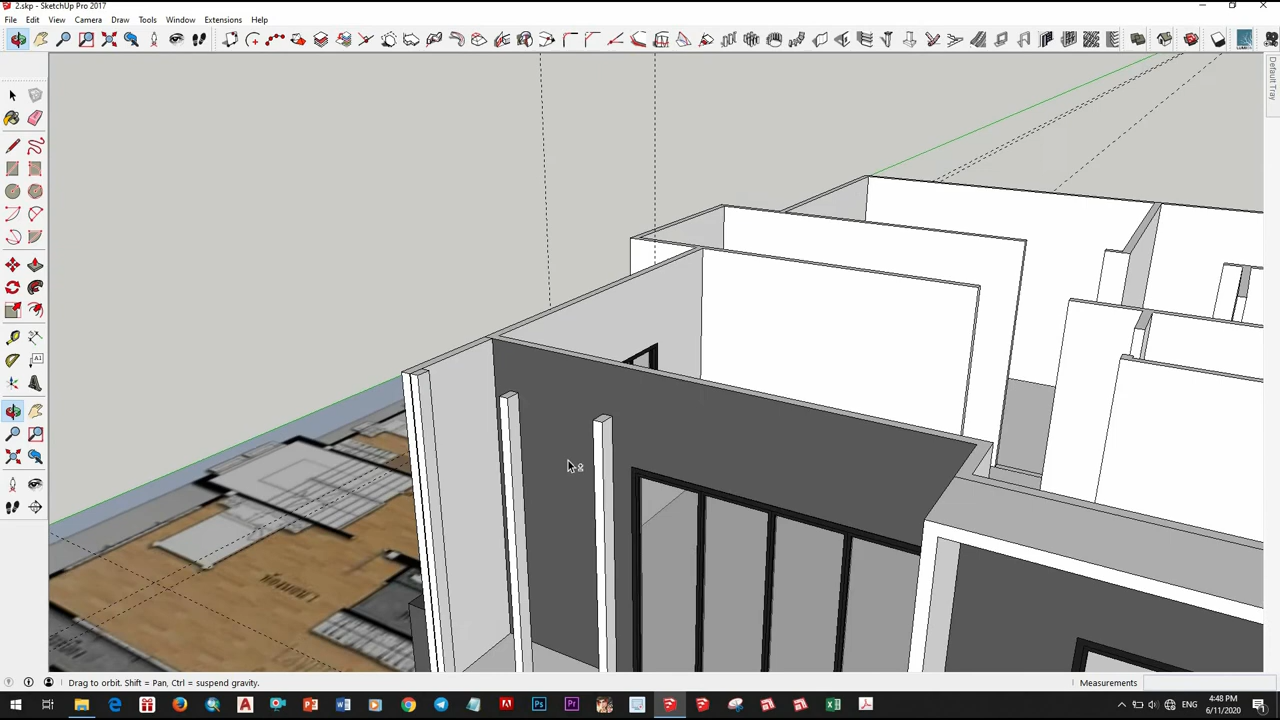 2.skp - SketchUp Pro 2017
File Edit View Camera Draw Tools Window Extensions Help
Default Tray
Drag to orbit. Shift = Pan, Ctrl = suspend gravity.
Measurements
ENG
4:48 PM
6/11/2020